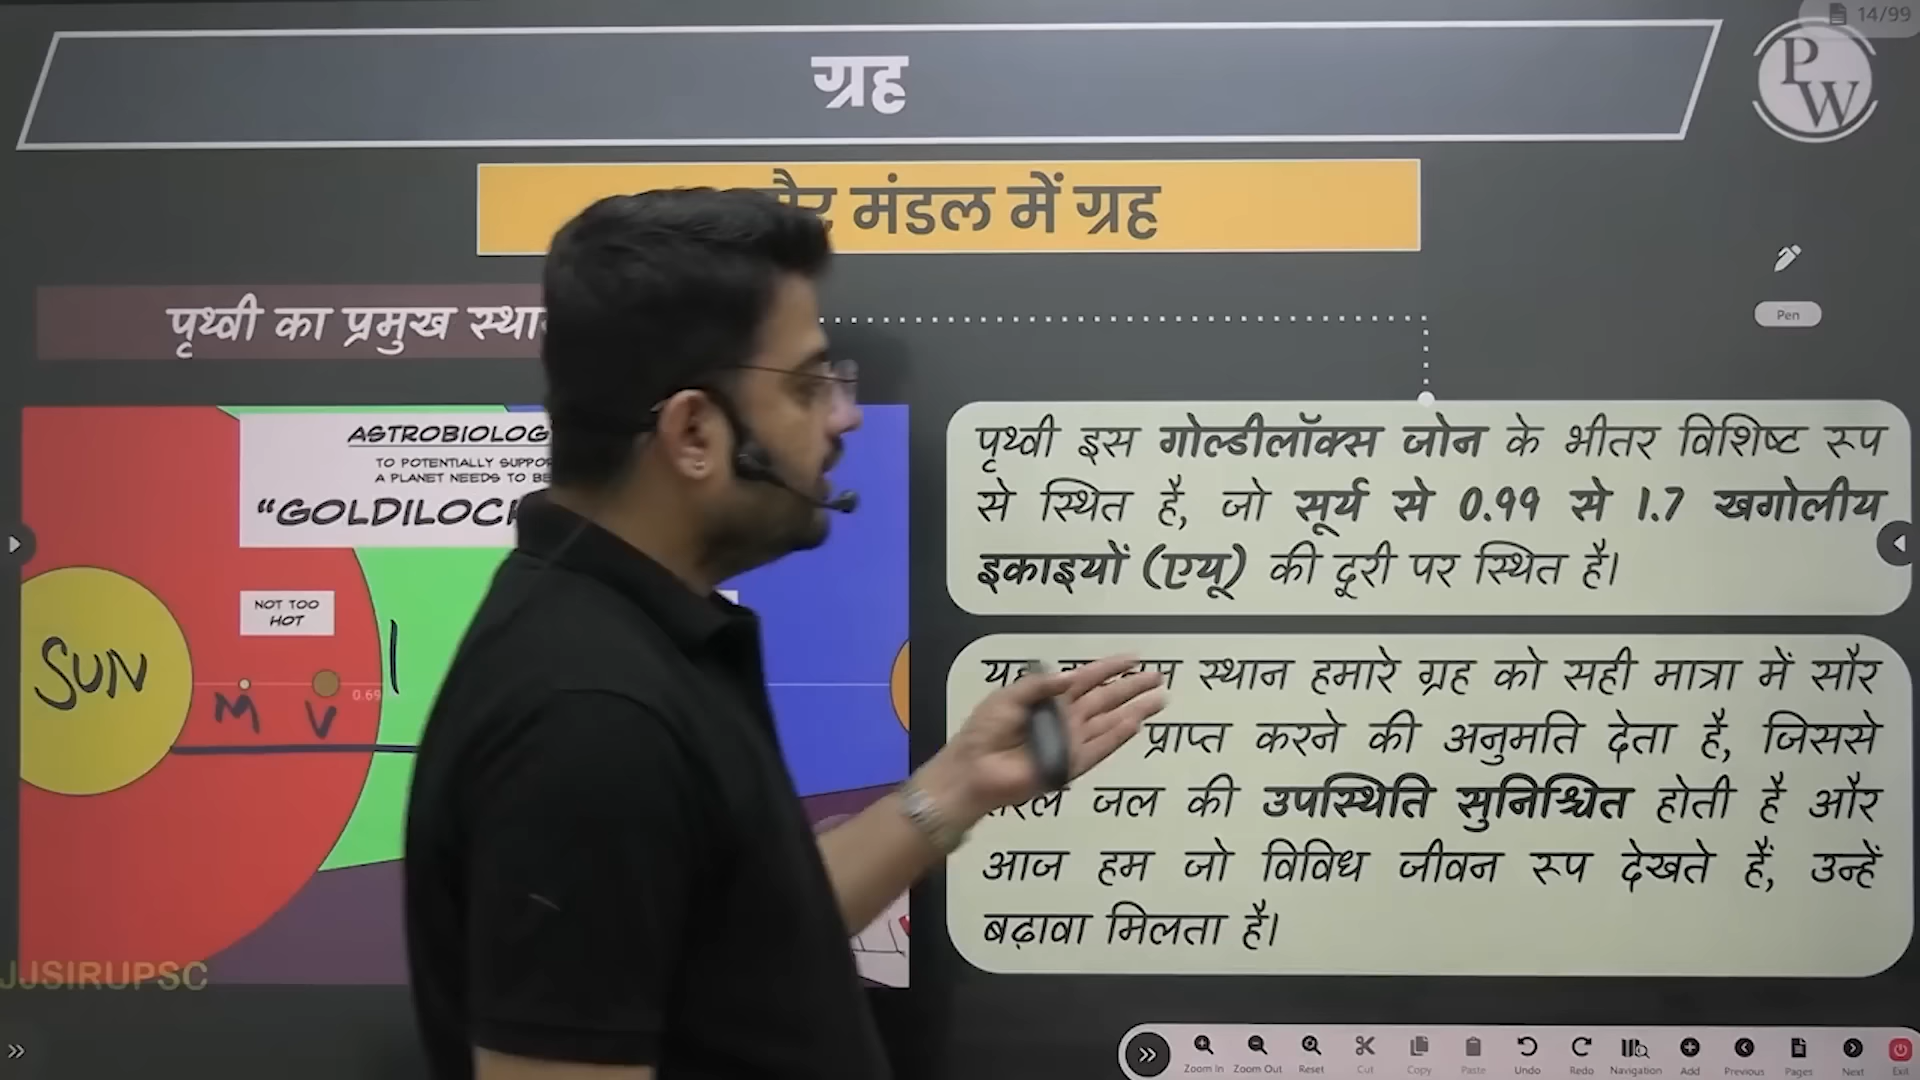 14/99
PW
ग्रह
मंडल में ग्रह
Pen
पृथ्वी का प्रमुख
ASTROBIOLOG
TO POTENTIALLY SUPPOR
A PLANET NEEDS TO BE
"GOLDILOCK
NOT TOO
HOT
SUN
M V
0.69
पृथ्वी इस गोल्डीलॉक्स जोन के भीतर विशिष्ट रूप
से स्थित है, जो सूर्य से 0.99 से 1.7 खगोलीय
इकाइयों (एयू) की दूरी पर स्थित है।
स्थान हमारे ग्रह को सही मात्रा में सौर
प्राप्त करने की अनुमति देता है, जिससे
जल की उपस्थिति सुनिश्चित होती है और
आज हम जो विविध जीवन रूप देखते हैं, उन्हें
बढ़ावा मिलता है।
JJSIRUPSC
Zoom In Zoom Out Reset Cut Copy Paste Undo Redo Navigation Add Previous Pages Next Exit